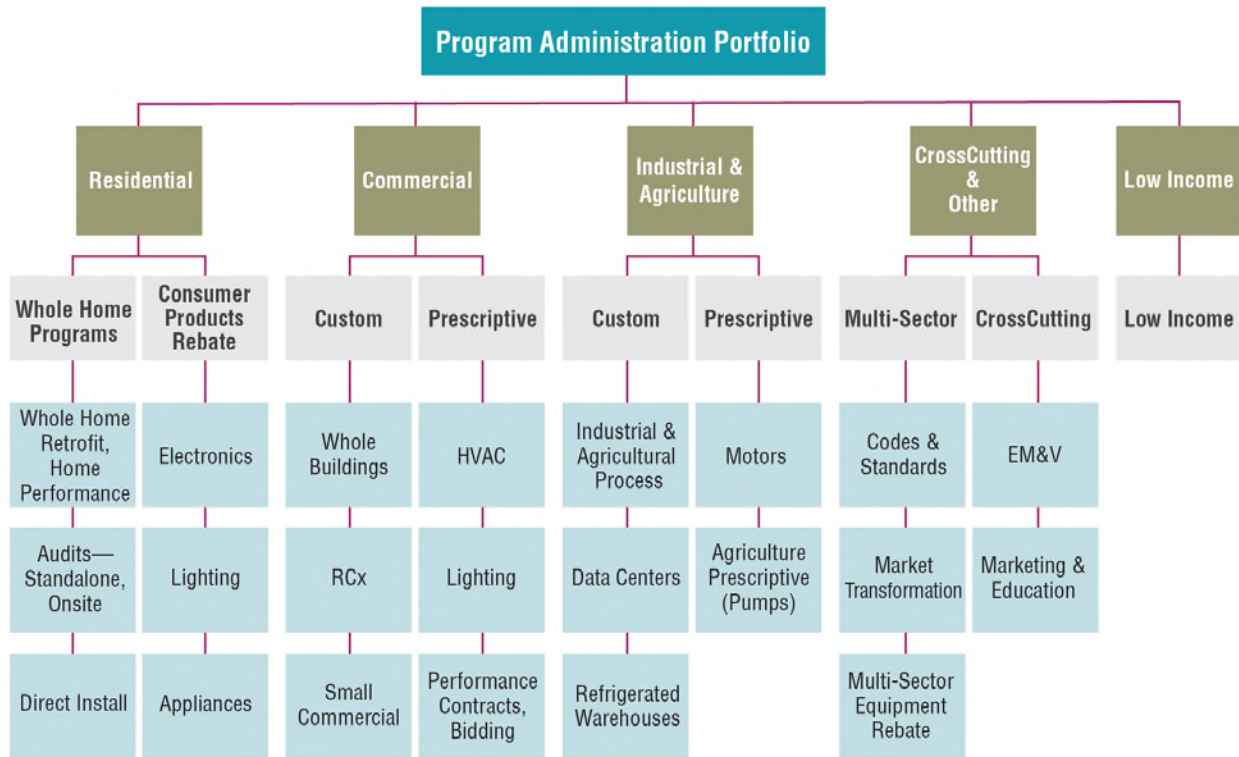 Program Administration Portfolio
Residential
Commercial
Industrial &
Agriculture
CrossCutting
&
Other
Low Income
Whole Home
Programs
Consumer
Products
Rebate
Custom
Prescriptive
Custom
Prescriptive
Multi-Sector
CrossCutting
Low Income
Whole Home
Retrofit,
Home
Performance
Electronics
Whole
Buildings
HVAC
Industrial &
Agricultural
Process
Motors
Codes &
Standards
EM&V
Audits—
Standalone,
Onsite
Lighting
RCx
Lighting
Data Centers
Agriculture
Prescriptive
(Pumps)
Market
Transformation
Marketing &
Education
Direct Install
Appliances
Small
Commercial
Performance
Contracts,
Bidding
Refrigerated
Warehouses
Multi-Sector
Equipment
Rebate